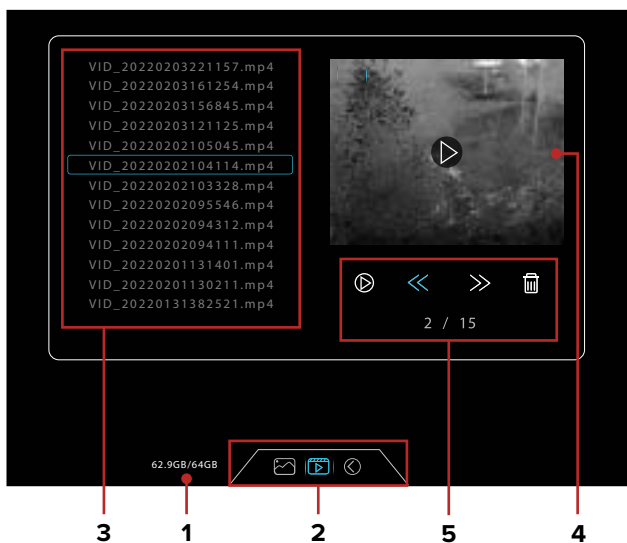 VID_20220203221157.mp4
VID_20220203161254.mp4
VID_20220203156845.mp4
VID_20220203121125.mp4
VID_20220202105045.mp4
VID_20220202104114.mp4
VID_20220202103328.mp4
VID_20220202095546.mp4
VID_20220202094312.mp4
VID_20220202094111.mp4
VID_20220201131401.mp4
VID_20220201130211.mp4
VID_20220131382521.mp4
2 / 15
62.9GB/64GB
3 1 2 5 4